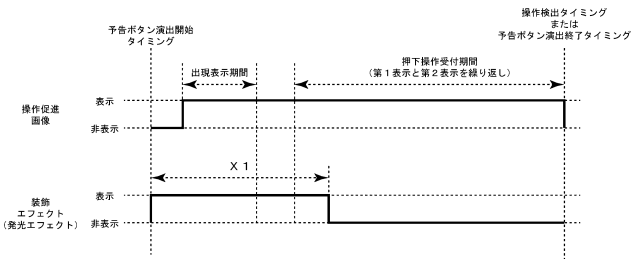 操作検出タイミング
または
予告ボタン演出終了タイミング
予告ボタン演出開始
タイミング
出現表示期間
押下操作受付期間
（第１表示と第２表示を繰り返し）
操作促進
画像
表示
非表示
X 1
装飾
エフェクト
（発光エフェクト）
表示
非表示